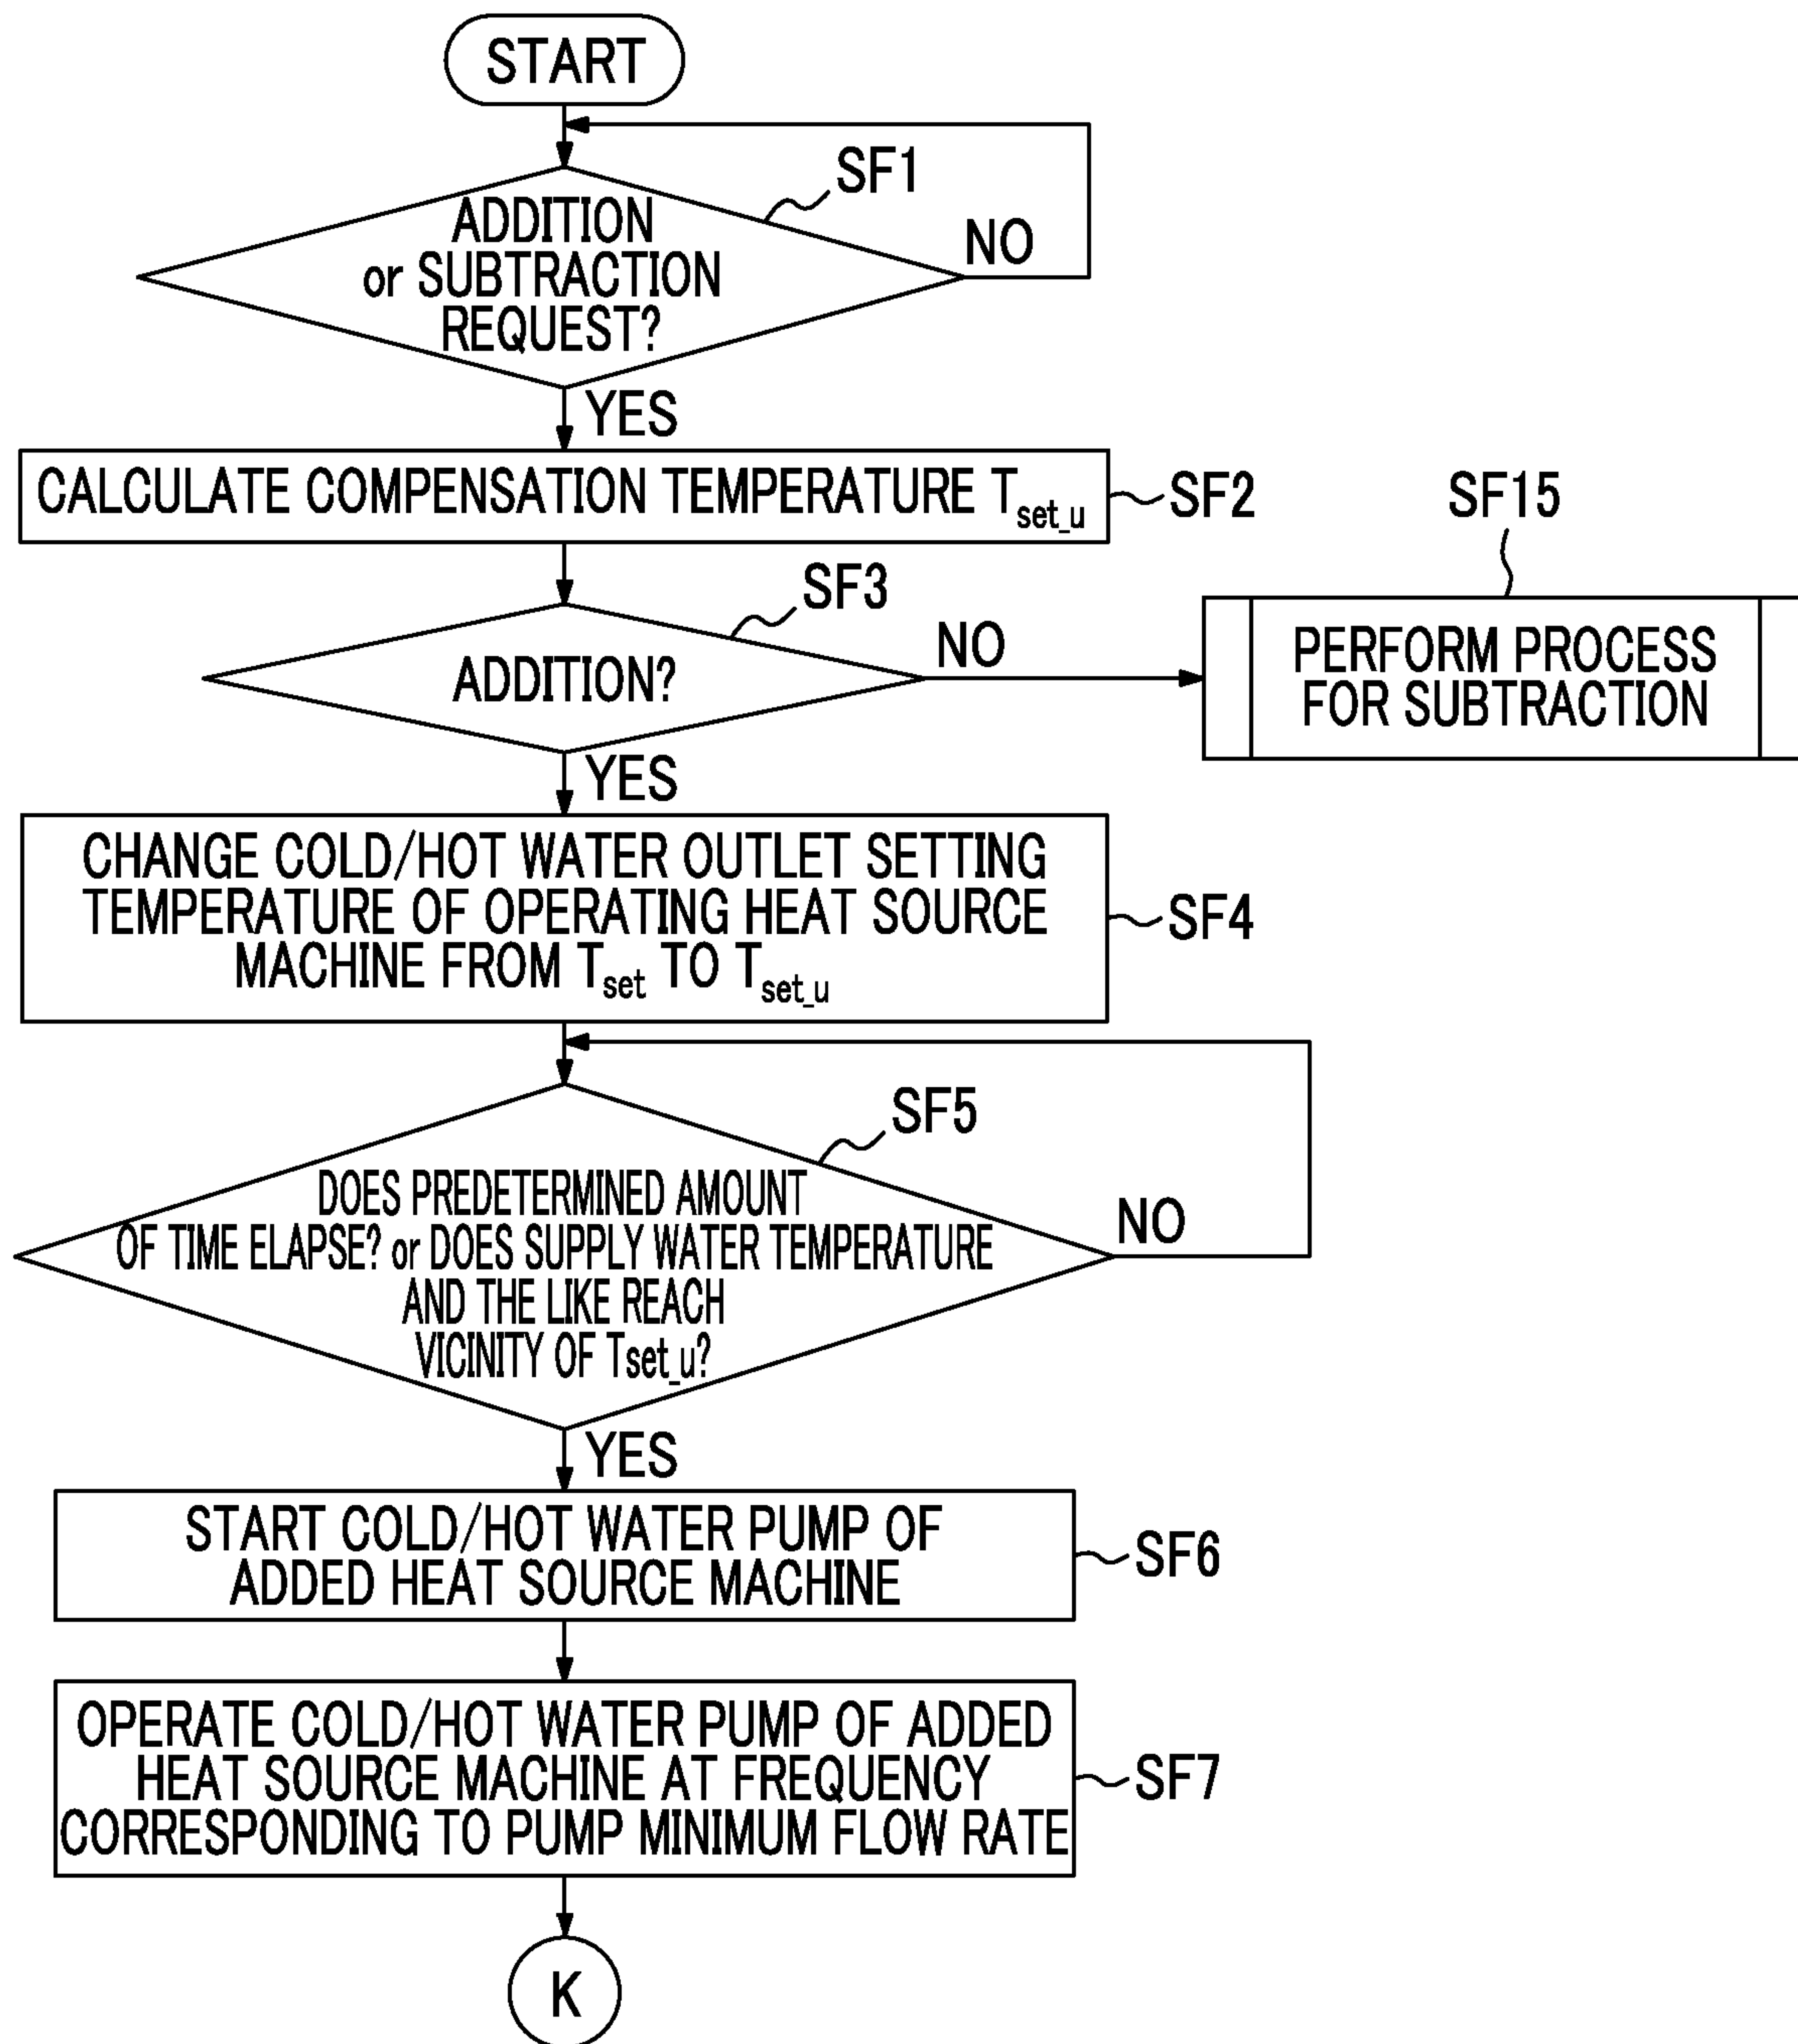 START
SF1
ADDITION
or SUBTRACTION
REQUEST?
NO
YES
CALCULATE COMPENSATION TEMPERATURE Tset_u
SF2
SF15
SF3
ADDITION?
NO
PERFORM PROCESS
FOR SUBTRACTION
YES
CHANGE COLD/HOT WATER OUTLET SETTING
TEMPERATURE OF OPERATING HEAT SOURCE
MACHINE FROM Tset TO Tset_u
SF4
SF5
DOES PREDETERMINED AMOUNT
OF TIME ELAPSE? or DOES SUPPLY WATER TEMPERATURE
AND THE LIKE REACH
VICINITY OF Tset_u?
NO
YES
START COLD/HOT WATER PUMP OF
ADDED HEAT SOURCE MACHINE
SF6
OPERATE COLD/HOT WATER PUMP OF ADDED
HEAT SOURCE MACHINE AT FREQUENCY
CORRESPONDING TO PUMP MINIMUM FLOW RATE
SF7
K